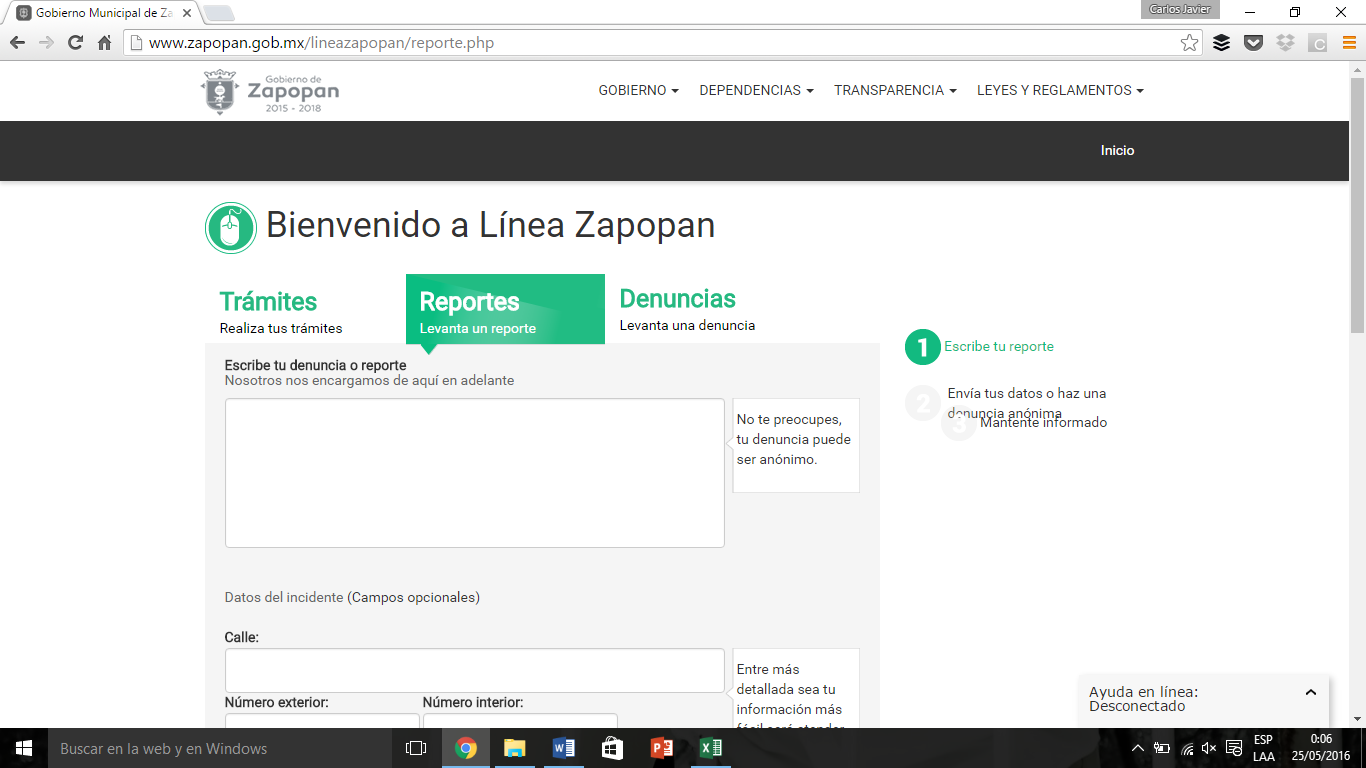 Gobierno Municipal de Za
Carlos Javier
www.zapopan.gob.mx/lineazapopan/reporte.php
Gobierno de
Zapopan
2015 - 2018
GOBIERNO
DEPENDENCIAS
TRANSPARENCIA
LEYES Y REGLAMENTOS
Inicio
Bienvenido a Línea Zapopan
Trámites
Realiza tus trámites
Reportes
Levanta un reporte
Denuncias
Levanta una denuncia
Escribe tu denuncia o reporte
Nosotros nos encargamos de aquí en adelante
No te preocupes,
tu denuncia puede
ser anónimo.
1 Escribe tu reporte
2 Envía tus datos o haz una
denuncia anónima
3 Mantente informado
Datos del incidente (Campos opcionales)
Calle:
Número exterior:
Número interior:
Entre más
detallada sea tu
información más
fácil será atender
Ayuda en línea:
Desconectado
Buscar en la web y en Windows
ESP
LAA
0:06
25/05/2016